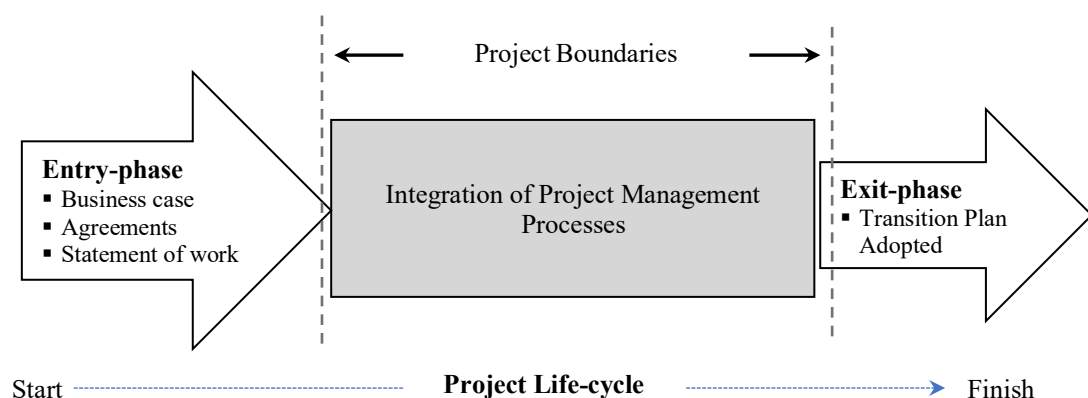 Project Boundaries
Entry-phase
▪ Business case
▪ Agreements
▪ Statement of work
Integration of Project Management
Processes
Exit-phase
▪ Transition Plan
Adopted
Start
Project Life-cycle
Finish